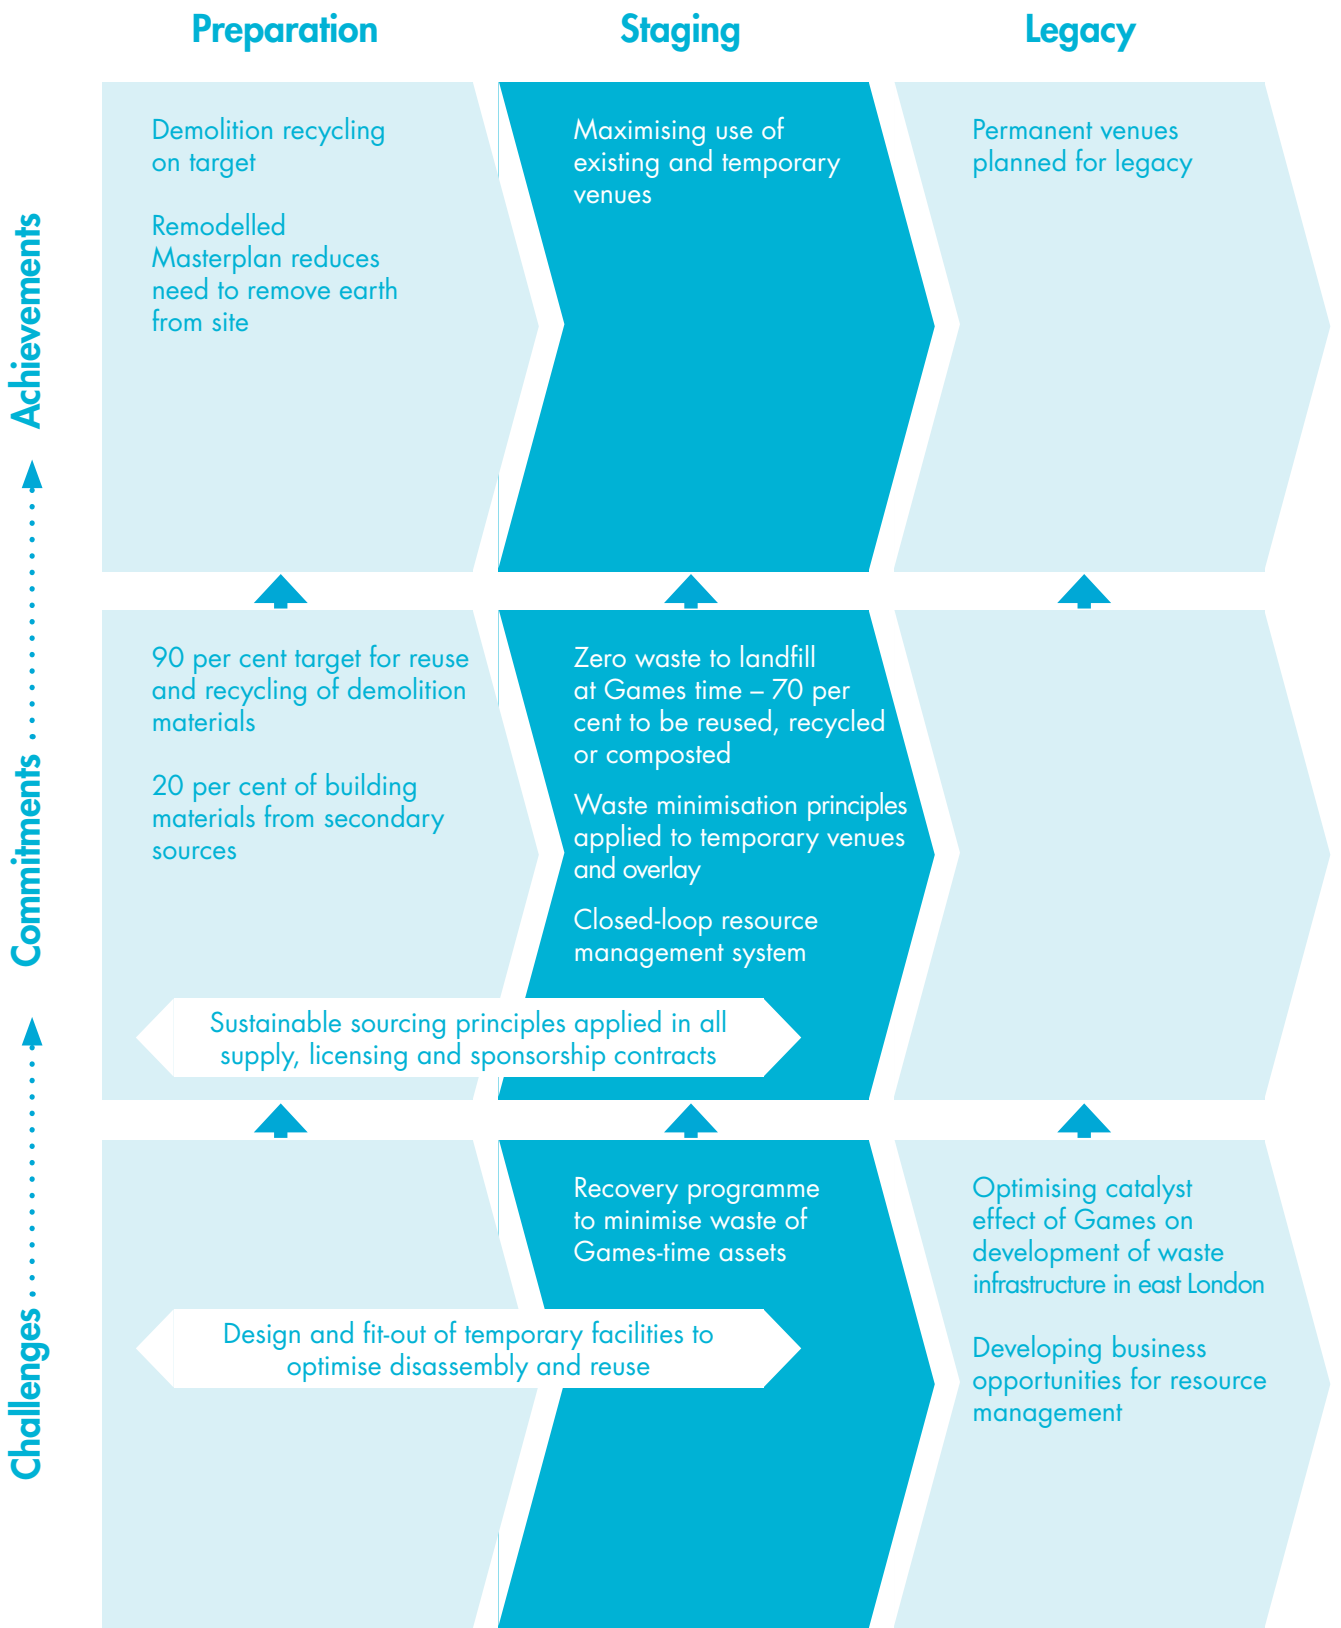 Preparation
Staging
Legacy
Achievements
Demolition recycling
on target
Remodelled
Masterplan reduces
need to remove earth
from site
Maximising use of
existing and temporary
venues
Permanent venues
planned for legacy
Commitments
90 per cent target for reuse
and recycling of demolition
materials
20 per cent of building
materials from secondary
sources
Zero waste to landfill
at Games time – 70 per
cent to be reused, recycled
or composted
Waste minimisation principles
applied to temporary venues
and overlay
Closed-loop resource
management system
Sustainable sourcing principles applied in all
supply, licensing and sponsorship contracts
Challenges
Recovery programme
to minimise waste of
Games-time assets
Design and fit-out of temporary facilities to
optimise disassembly and reuse
Optimising catalyst
effect of Games on
development of waste
infrastructure in east London
Developing business
opportunities for resource
management